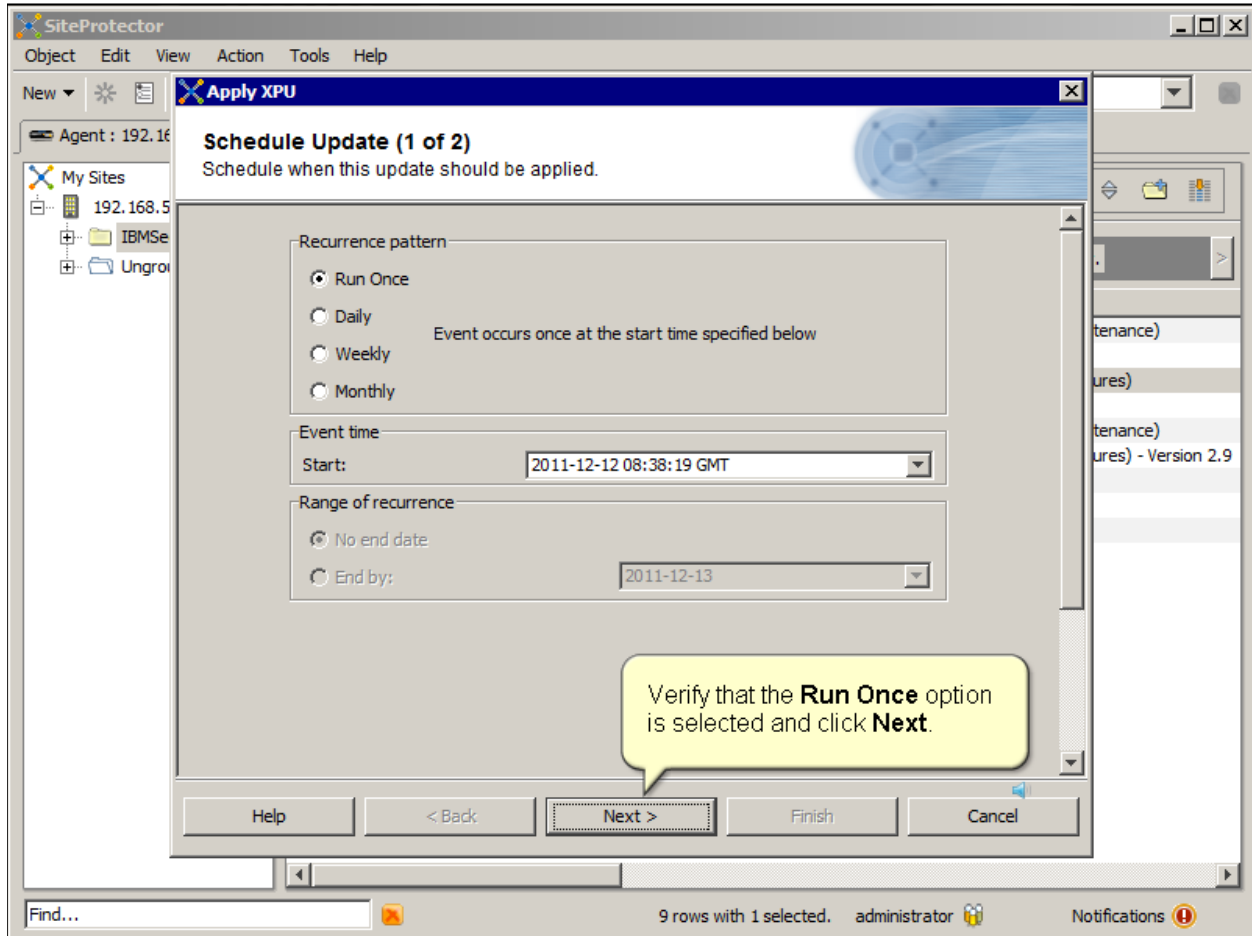 SiteProtector
Object Edit View Action Tools Help
New
Apply XPU
Agent : 192.16
Schedule Update (1 of 2)
Schedule when this update should be applied.
My Sites
192.168.5
IBMSe
Ungrou
Recurrence pattern
Run Once
Daily
Event occurs once at the start time specified below
Weekly
Monthly
tenance)
ures)
tenance)
ures) - Version 2.9
Event time
Start: 2011-12-12 08:38:19 GMT
Range of recurrence
No end date
End by: 2011-12-13
Verify that the Run Once option
is selected and click Next.
Help < Back Next > Finish Cancel
Find... 9 rows with 1 selected. administrator Notifications